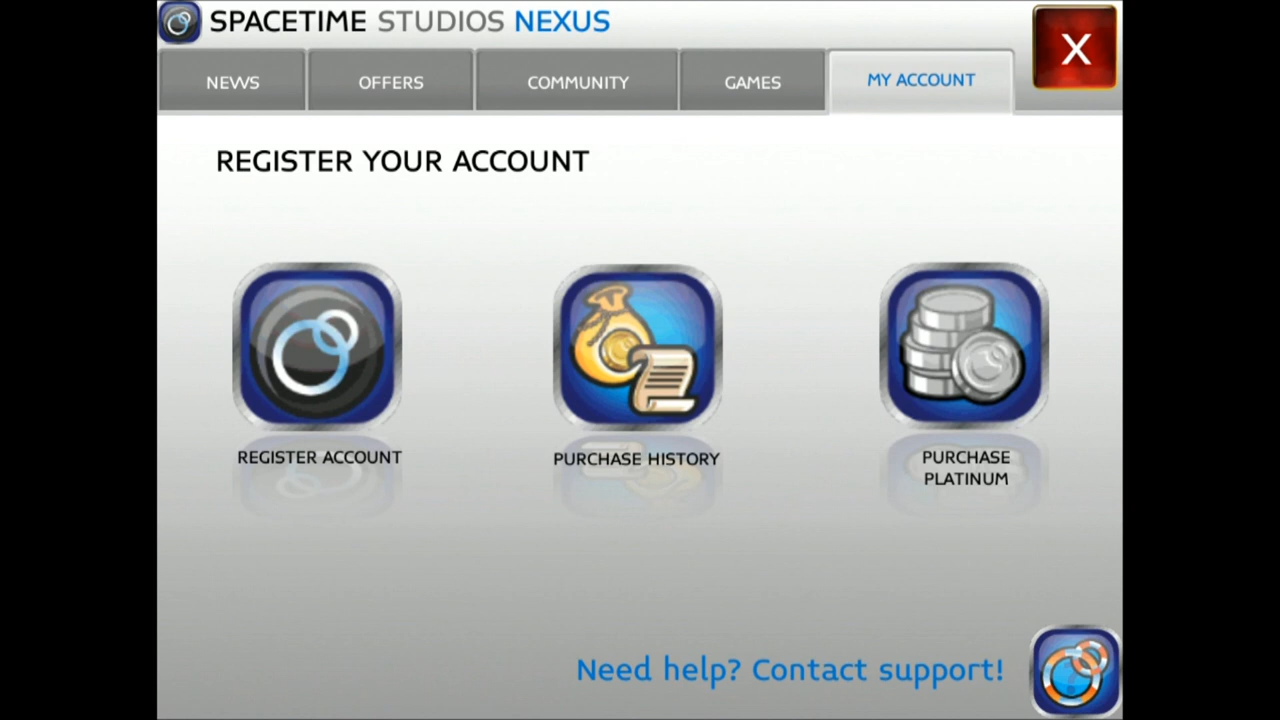 SPACETIME STUDIOS NEXUS
X
NEWS OFFERS COMMUNITY GAMES MY ACCOUNT
REGISTER YOUR ACCOUNT
REGISTER ACCOUNT PURCHASE HISTORY PURCHASE
PLATINUM
Need help? Contact support!